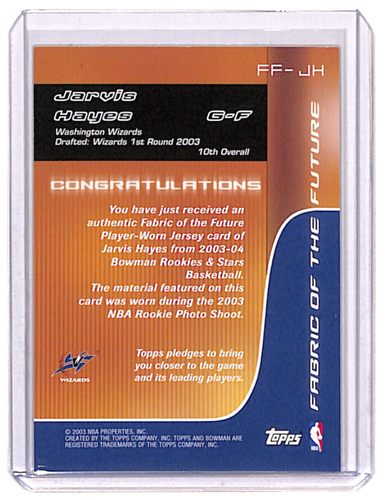 FF-JH
Jarvis
Hayes G-F
Washington Wizards
Drafted: Wizards 1st Round 2003
10th Overall
CONGRATULATIONS
You have just received an
authentic Fabric of the Future
Player-Worn Jersey card of
Jarvis Hayes from 2003-04
Bowman Rookies & Stars
Basketball.
The material featured on this
card was worn during the 2003
NBA Rookie Photo Shoot.
Topps pledges to bring
you closer to the game
and its leading players.
WIZARDS
© 2003 NBA PROPERTIES, INC.
CREATED BY THE TOPPS COMPANY, INC. TOPPS AND BOWMAN ARE
REGISTERED TRADEMARKS OF THE TOPPS COMPANY, INC.
Topps
FABRIC OF THE FUTURE